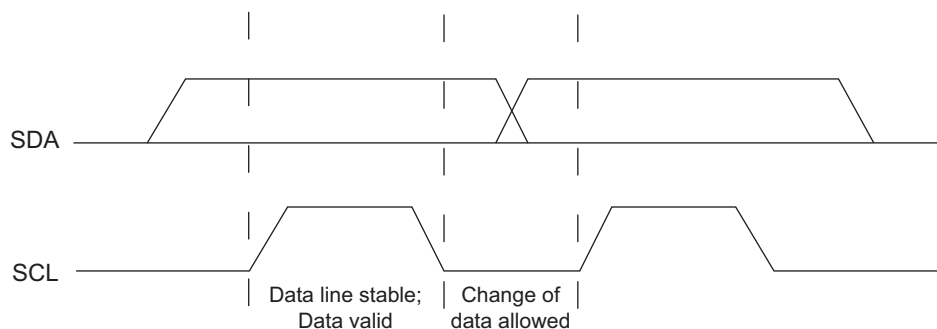 SDA
SCL
Data line stable;
Data valid
Change of
data allowed